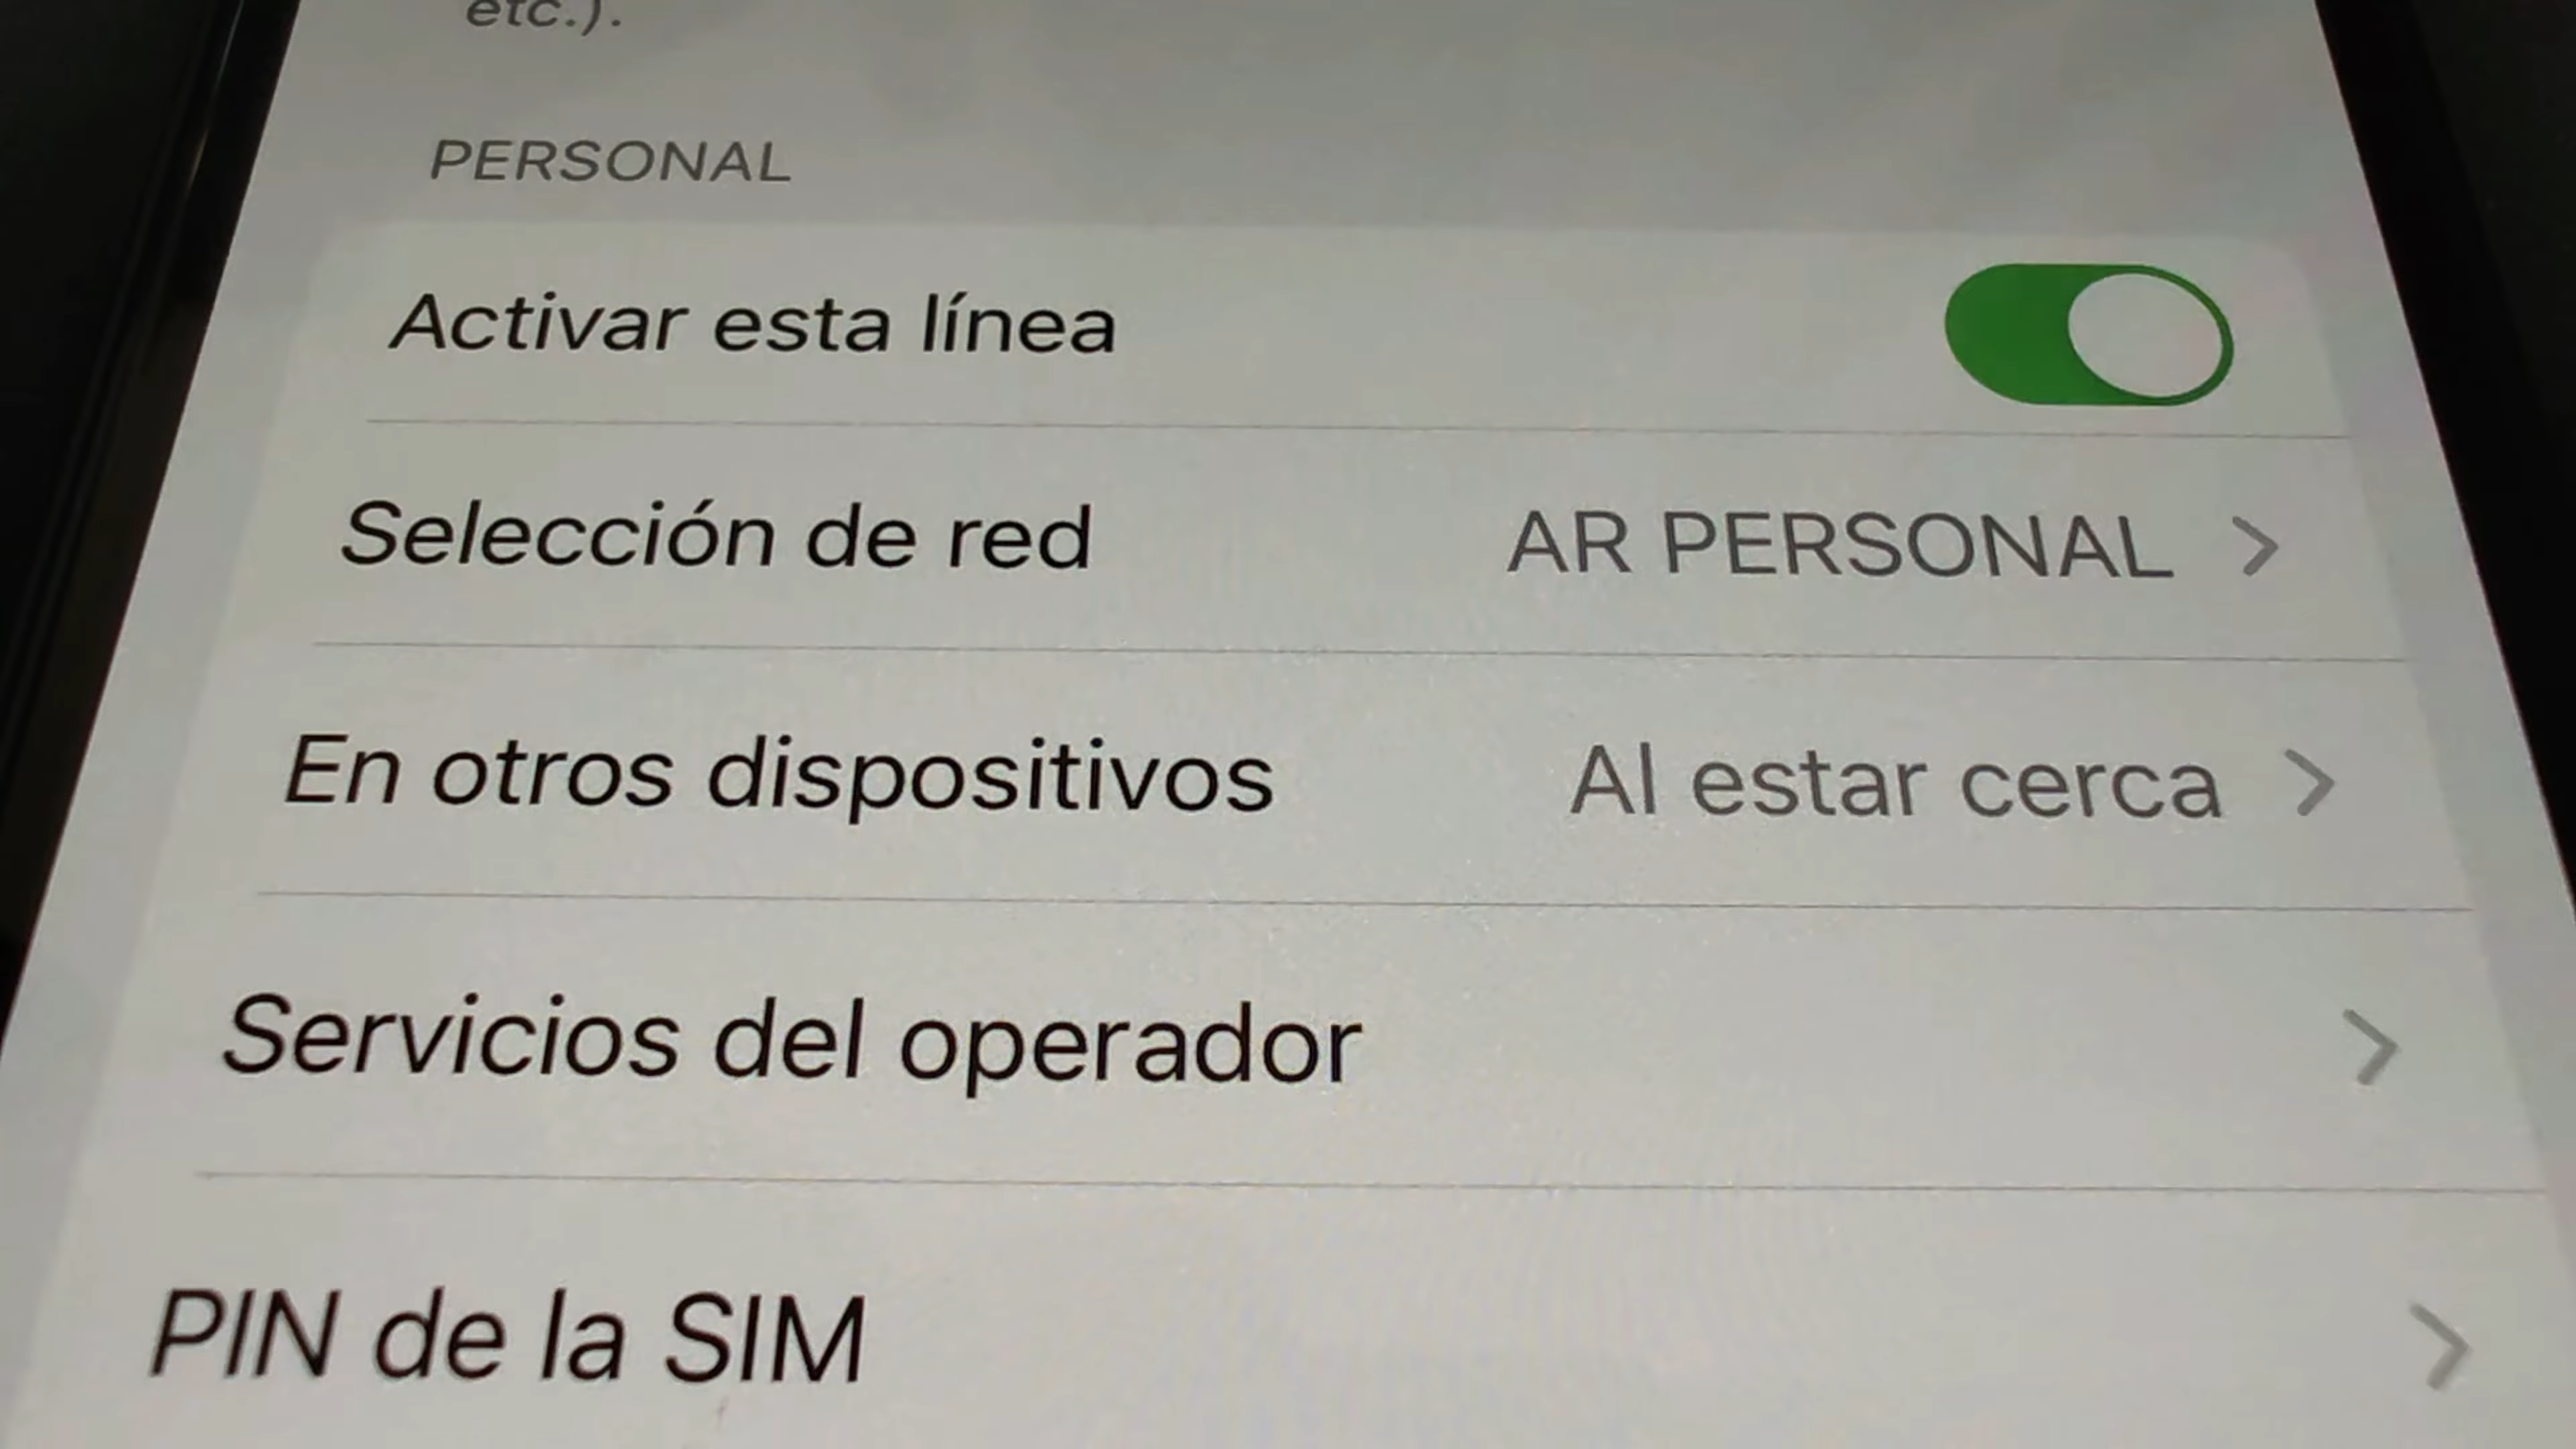 etc.).
PERSONAL
Activar esta línea
Selección de red AR PERSONAL
En otros dispositivos Al estar cerca
Servicios del operador
PIN de la SIM